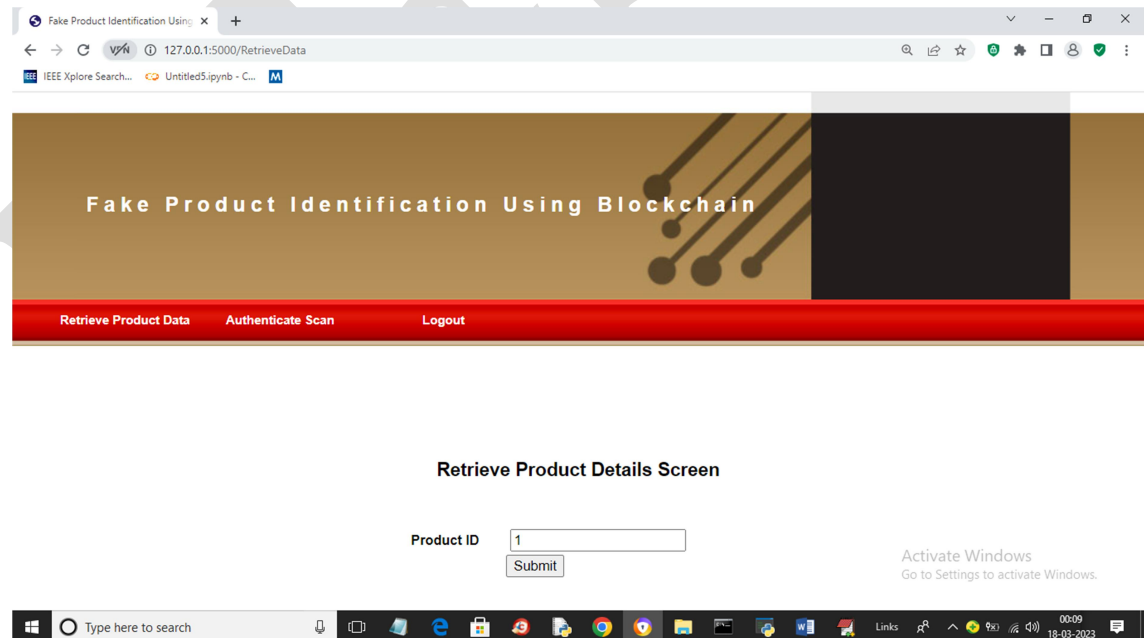 Fake Product Identification Using
127.0.0.1:5000/RetrieveData
IEEE IEEE Xplore Search... Untitled5.ipynb - C... M
Fake Product Identification Using Blockchain
Retrieve Product Data Authenticate Scan Logout
Retrieve Product Details Screen
Product ID 1
Submit
Activate Windows
Go to Settings to activate Windows.
Type here to search
Links
00:09
18-03-2023